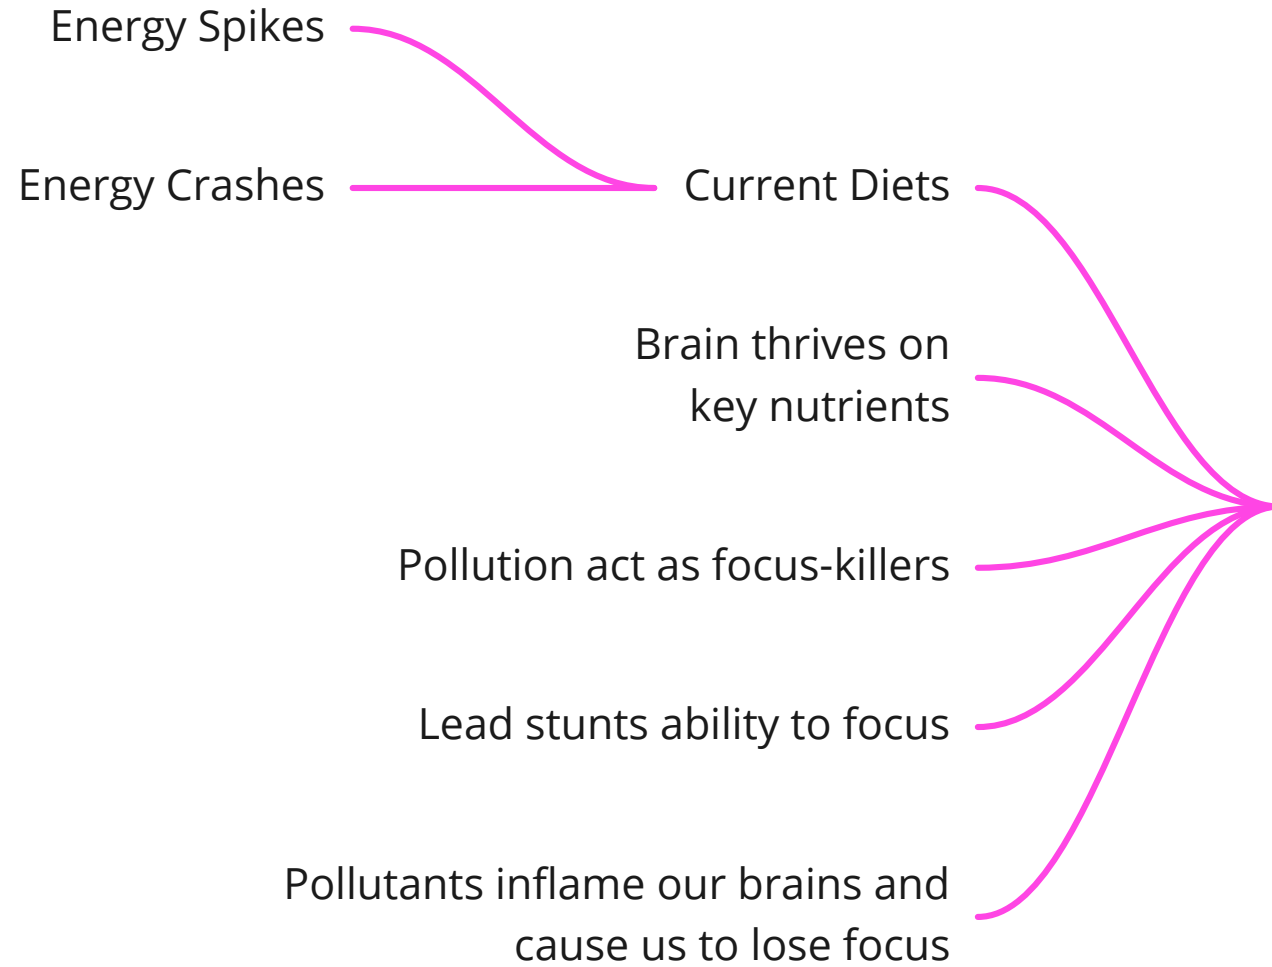 Energy Spikes
Energy Crashes
Current Diets
Brain thrives on
key nutrients
Pollution act as focus-killers
Lead stunts ability to focus
Pollutants inflame our brains and
cause us to lose focus